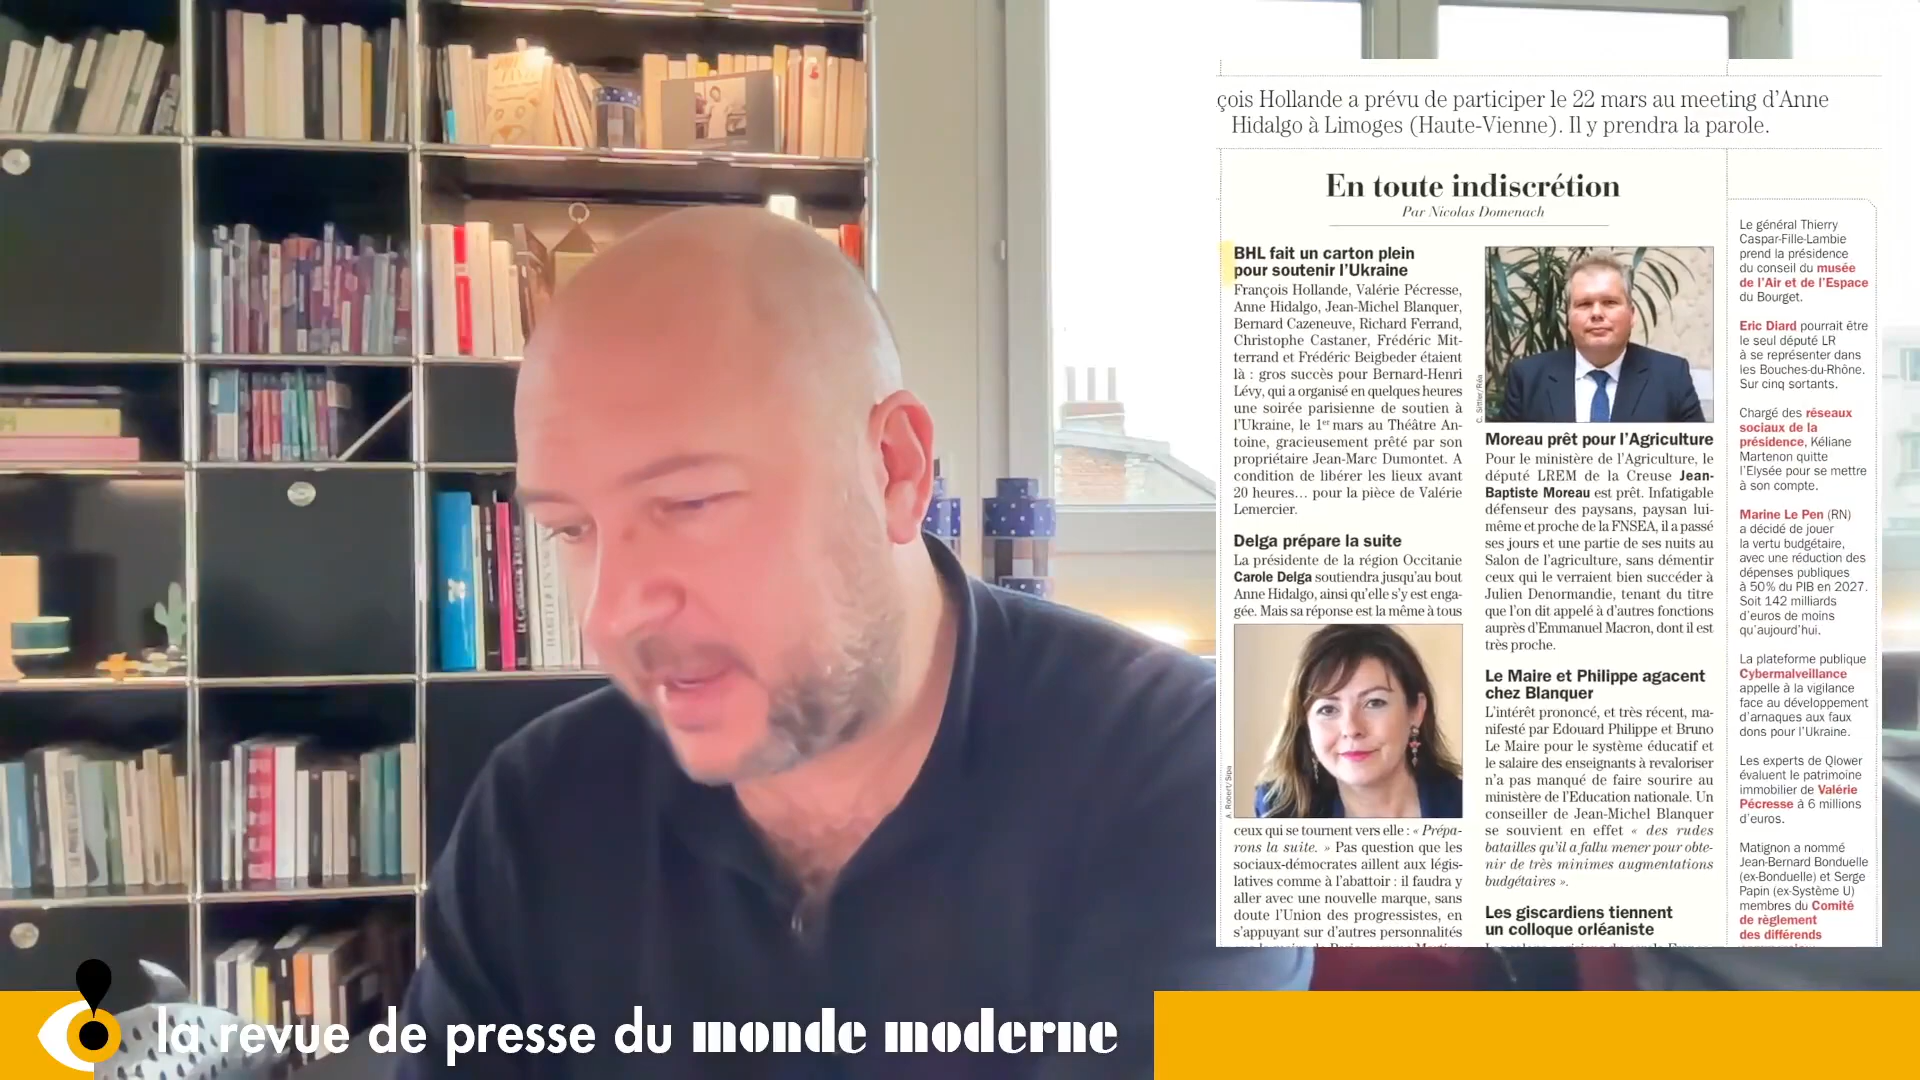 çois Hollande a prévu de participer le 22 mars au meeting d'Anne
Hidalgo à Limoges (Haute-Vienne). Il y prendra la parole.
En toute indiscrétion
Par Nicolas Domenach
BHL fait un carton plein
pour soutenir l'Ukraine
François Hollande, Valérie Pécresse,
Anne Hidalgo, Jean-Michel Blanquer,
Bernard Cazeneuve, Richard Ferrand,
Christophe Castaner, Frédéric Mit-
terrand et Frédéric Beigbeder étaient
là : gros succès pour Bernard-Henri
Lévy, qui a organisé en quelques heures
une soirée parisienne de soutien à
l'Ukraine, le 1er mars au Théâtre An-
toine, gracieusement prêté par son
propriétaire Jean-Marc Dumontet. A
condition de libérer les lieux avant
20 heures... pour la pièce de Valérie
Lemercier.
Delga prépare la suite
La présidente de la région Occitanie
Carole Delga soutiendra jusqu'au bout
Anne Hidalgo, ainsi qu'elle s'y est enga-
gée. Mais sa réponse est la même à tous
A. Robert/Sipa
ceux qui se tournent vers elle : « Prépa-
rons la suite. » Pas question que les
sociaux-démocrates aillent aux légis-
latives comme à l'abattoir : il faudra y
aller avec une nouvelle marque, sans
doute l'Union des progressistes, en
s'appuyant sur d'autres personnalités
C. Sittler/Réa
Moreau prêt pour l'Agriculture
Pour le ministère de l'Agriculture, le
député LREM de la Creuse Jean-
Baptiste Moreau est prêt. Infatigable
défenseur des paysans, paysan lui-
même et proche de la FNSEA, il a passé
ses jours et une partie de ses nuits au
Salon de l'agriculture, sans démentir
ceux qui le verraient bien succéder à
Julien Denormandie, tenant du titre
que l'on dit appelé à d'autres fonctions
auprès d'Emmanuel Macron, dont il est
très proche.
Le Maire et Philippe agacent
chez Blanquer
L'intérêt prononcé, et très récent, ma-
nifesté par Edouard Philippe et Bruno
Le Maire pour le système éducatif et
le salaire des enseignants à revaloriser
n'a pas manqué de faire sourire au
ministère de l'Education nationale. Un
conseiller de Jean-Michel Blanquer
se souvient en effet « des rudes
batailles qu'il a fallu mener pour obte-
nir de très minimes augmentations
budgétaires ».
Les giscardiens tiennent
un colloque orléaniste
Le général Thierry
Caspar-Fille-Lambie
prend la présidence
du conseil du musée
de l'Air et de l'Espace
du Bourget.
Eric Diard pourrait être
le seul député LR
à se représenter dans
les Bouches-du-Rhône.
Sur cinq sortants.
Chargé des réseaux
sociaux de la
présidence, Kéliane
Martenon quitte
l'Elysée pour se mettre
à son compte.
Marine Le Pen (RN)
a décidé de jouer
la vertu budgétaire,
avec une réduction des
dépenses publiques
à 50% du PIB en 2027.
Soit 142 milliards
d'euros de moins
qu'aujourd'hui.
La plateforme publique
Cybermalveillance
appelle à la vigilance
face au développement
d'arnaques aux faux
dons pour l'Ukraine.
Les experts de Qlower
évaluent le patrimoine
immobilier de Valérie
Pécresse à 6 millions
d'euros.
Matignon a nommé
Jean-Bernard Bonduelle
(ex-Bonduelle) et Serge
Papin (ex-Système U)
membres du Comité
de règlement
des différends
la revue de presse du monde moderne